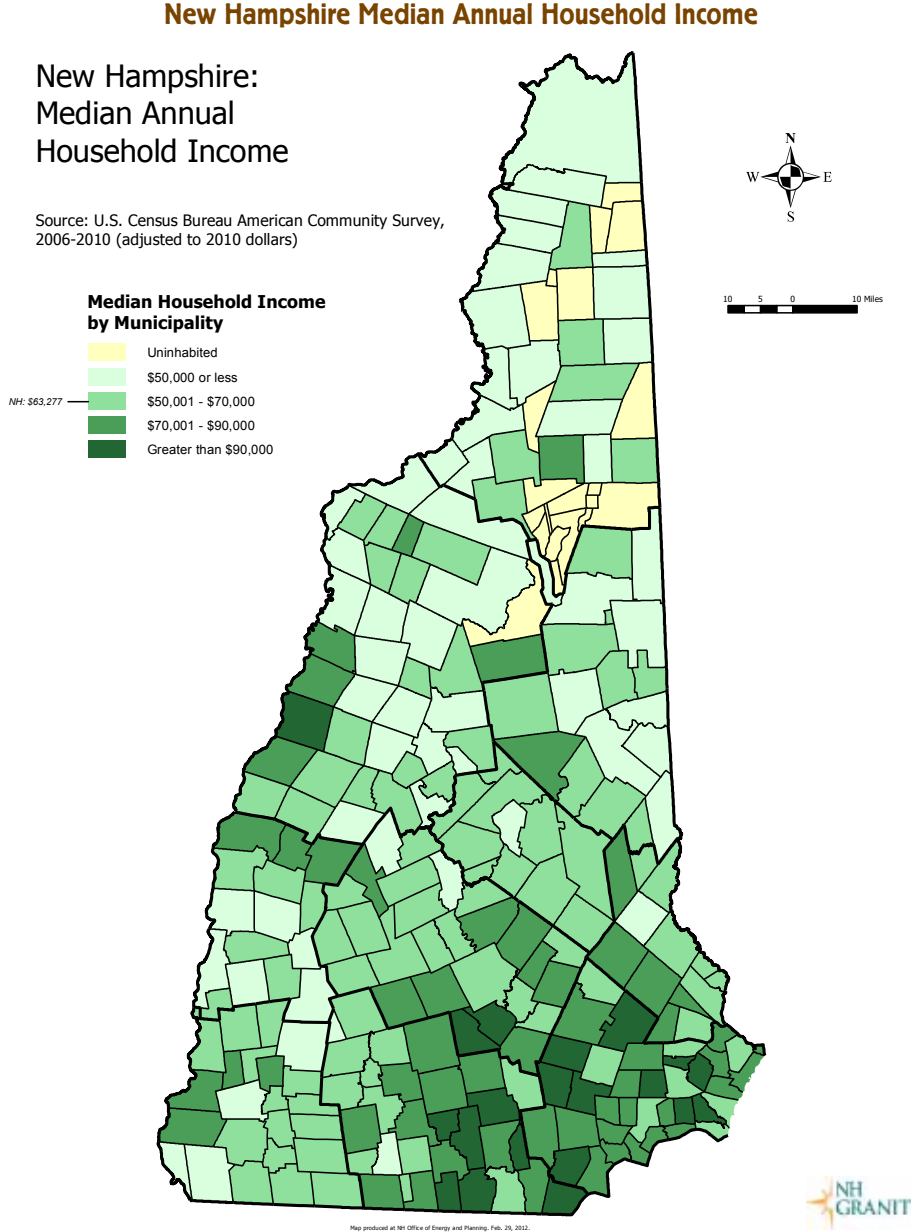 New Hampshire Median Annual Household Income
New Hampshire:
Median Annual
Household Income
N
W E
S
Source: U.S. Census Bureau American Community Survey,
2006-2010 (adjusted to 2010 dollars)
Median Household Income
by Municipality
10 5 0 10 Miles
Uninhabited
$50,000 or less
NH: $63,277
$50,001 - $70,000
$70,001 - $90,000
Greater than $90,000
NH
GRANIT
Map produced at NH Office of Energy and Planning. Feb. 29, 2012.